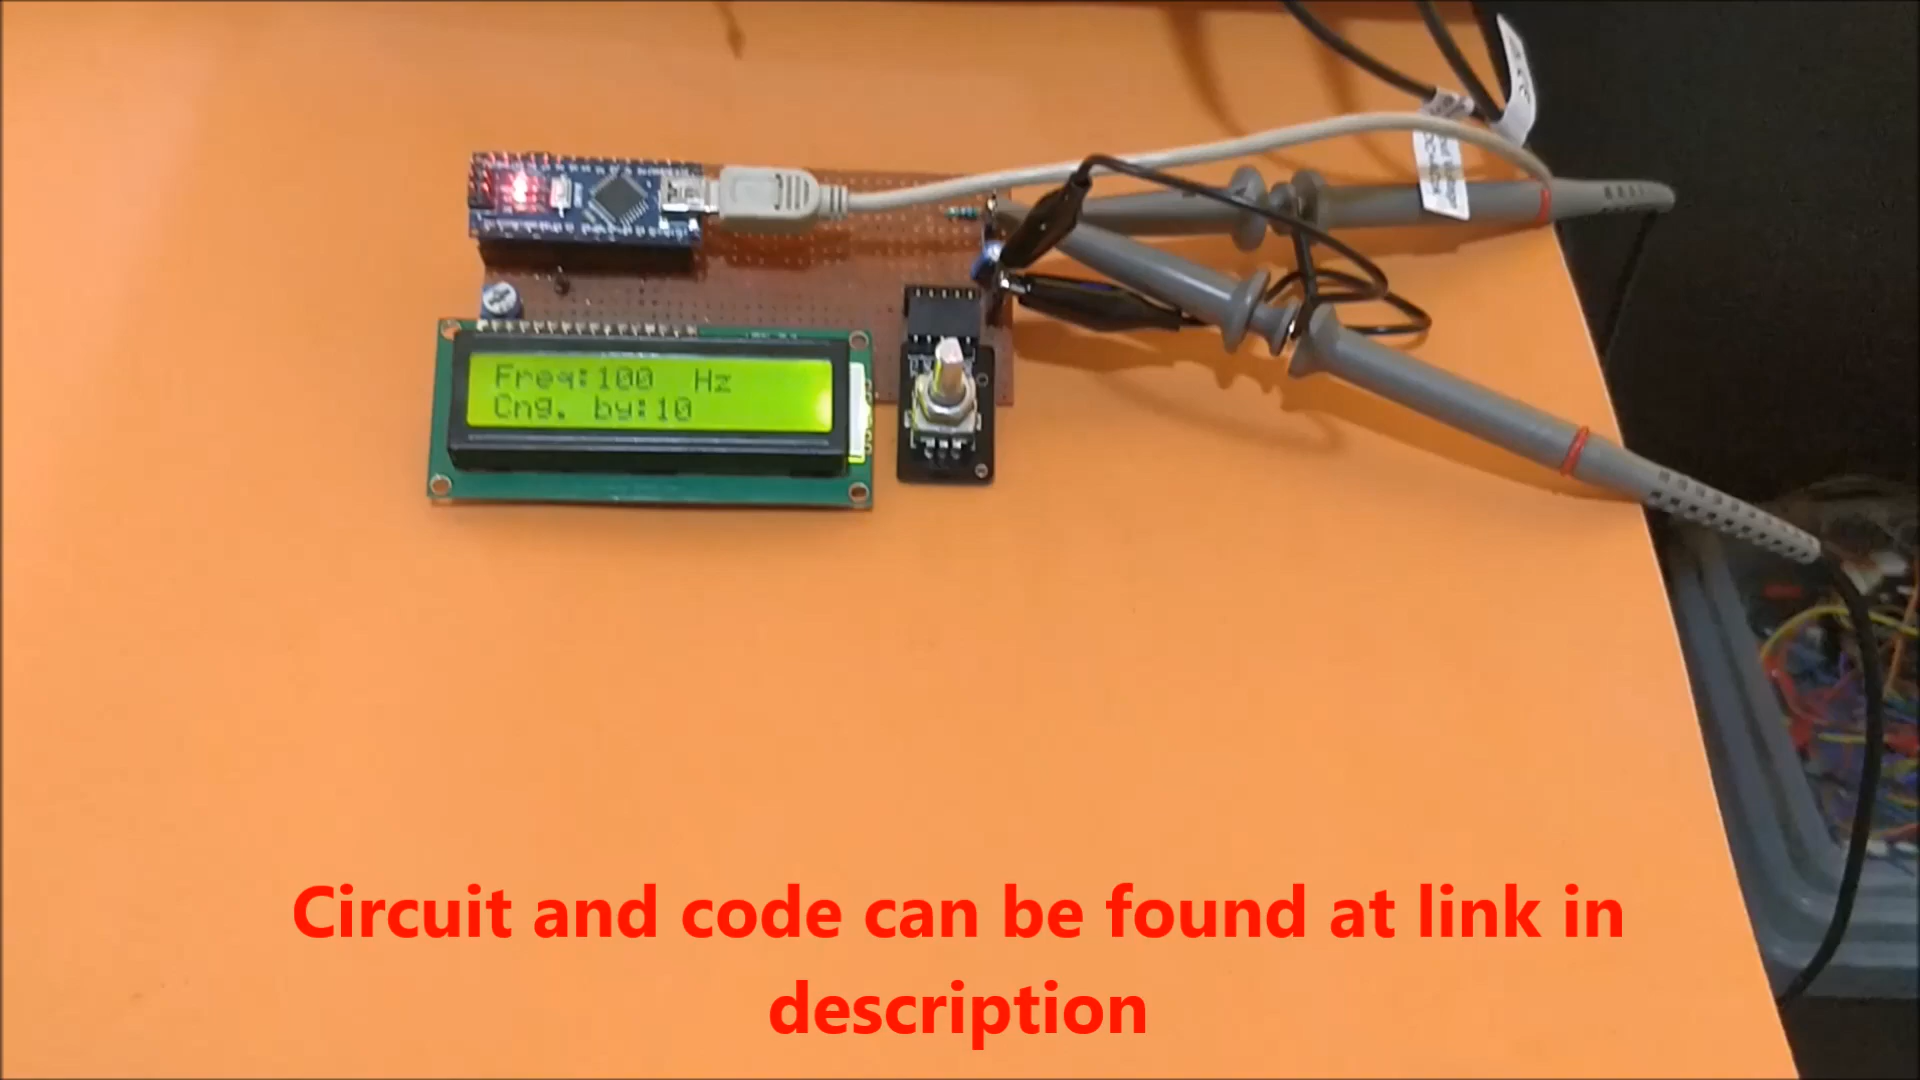 Freq:100 Hz
Cng. by:10
Circuit and code can be found at link in
description